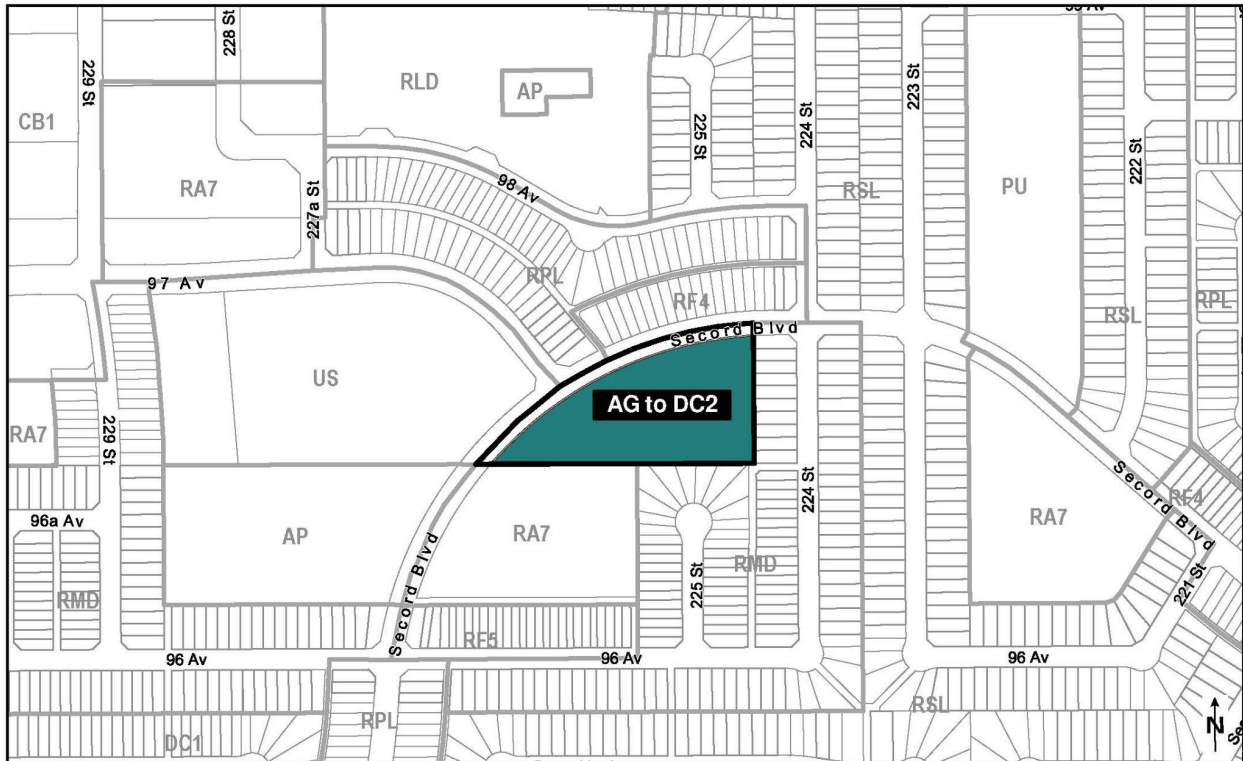 228 St
229 St
RLD
AP
CB1
RA7
225 St
224 St
223 St
RSL
PU
222 St
98 Av
227a St
RPL
RF4
RPL
RSL
97 Av
Secord Blvd
US
AG to DC2
RA7
229 St
96a Av
AP
RA7
224 St
RA7
Secord Blvd
RF4
RMD
Secord Blvd
225 St
RMD
221 St
RF5
96 Av
96 Av
96 Av
RPL
RSL
DC1
N